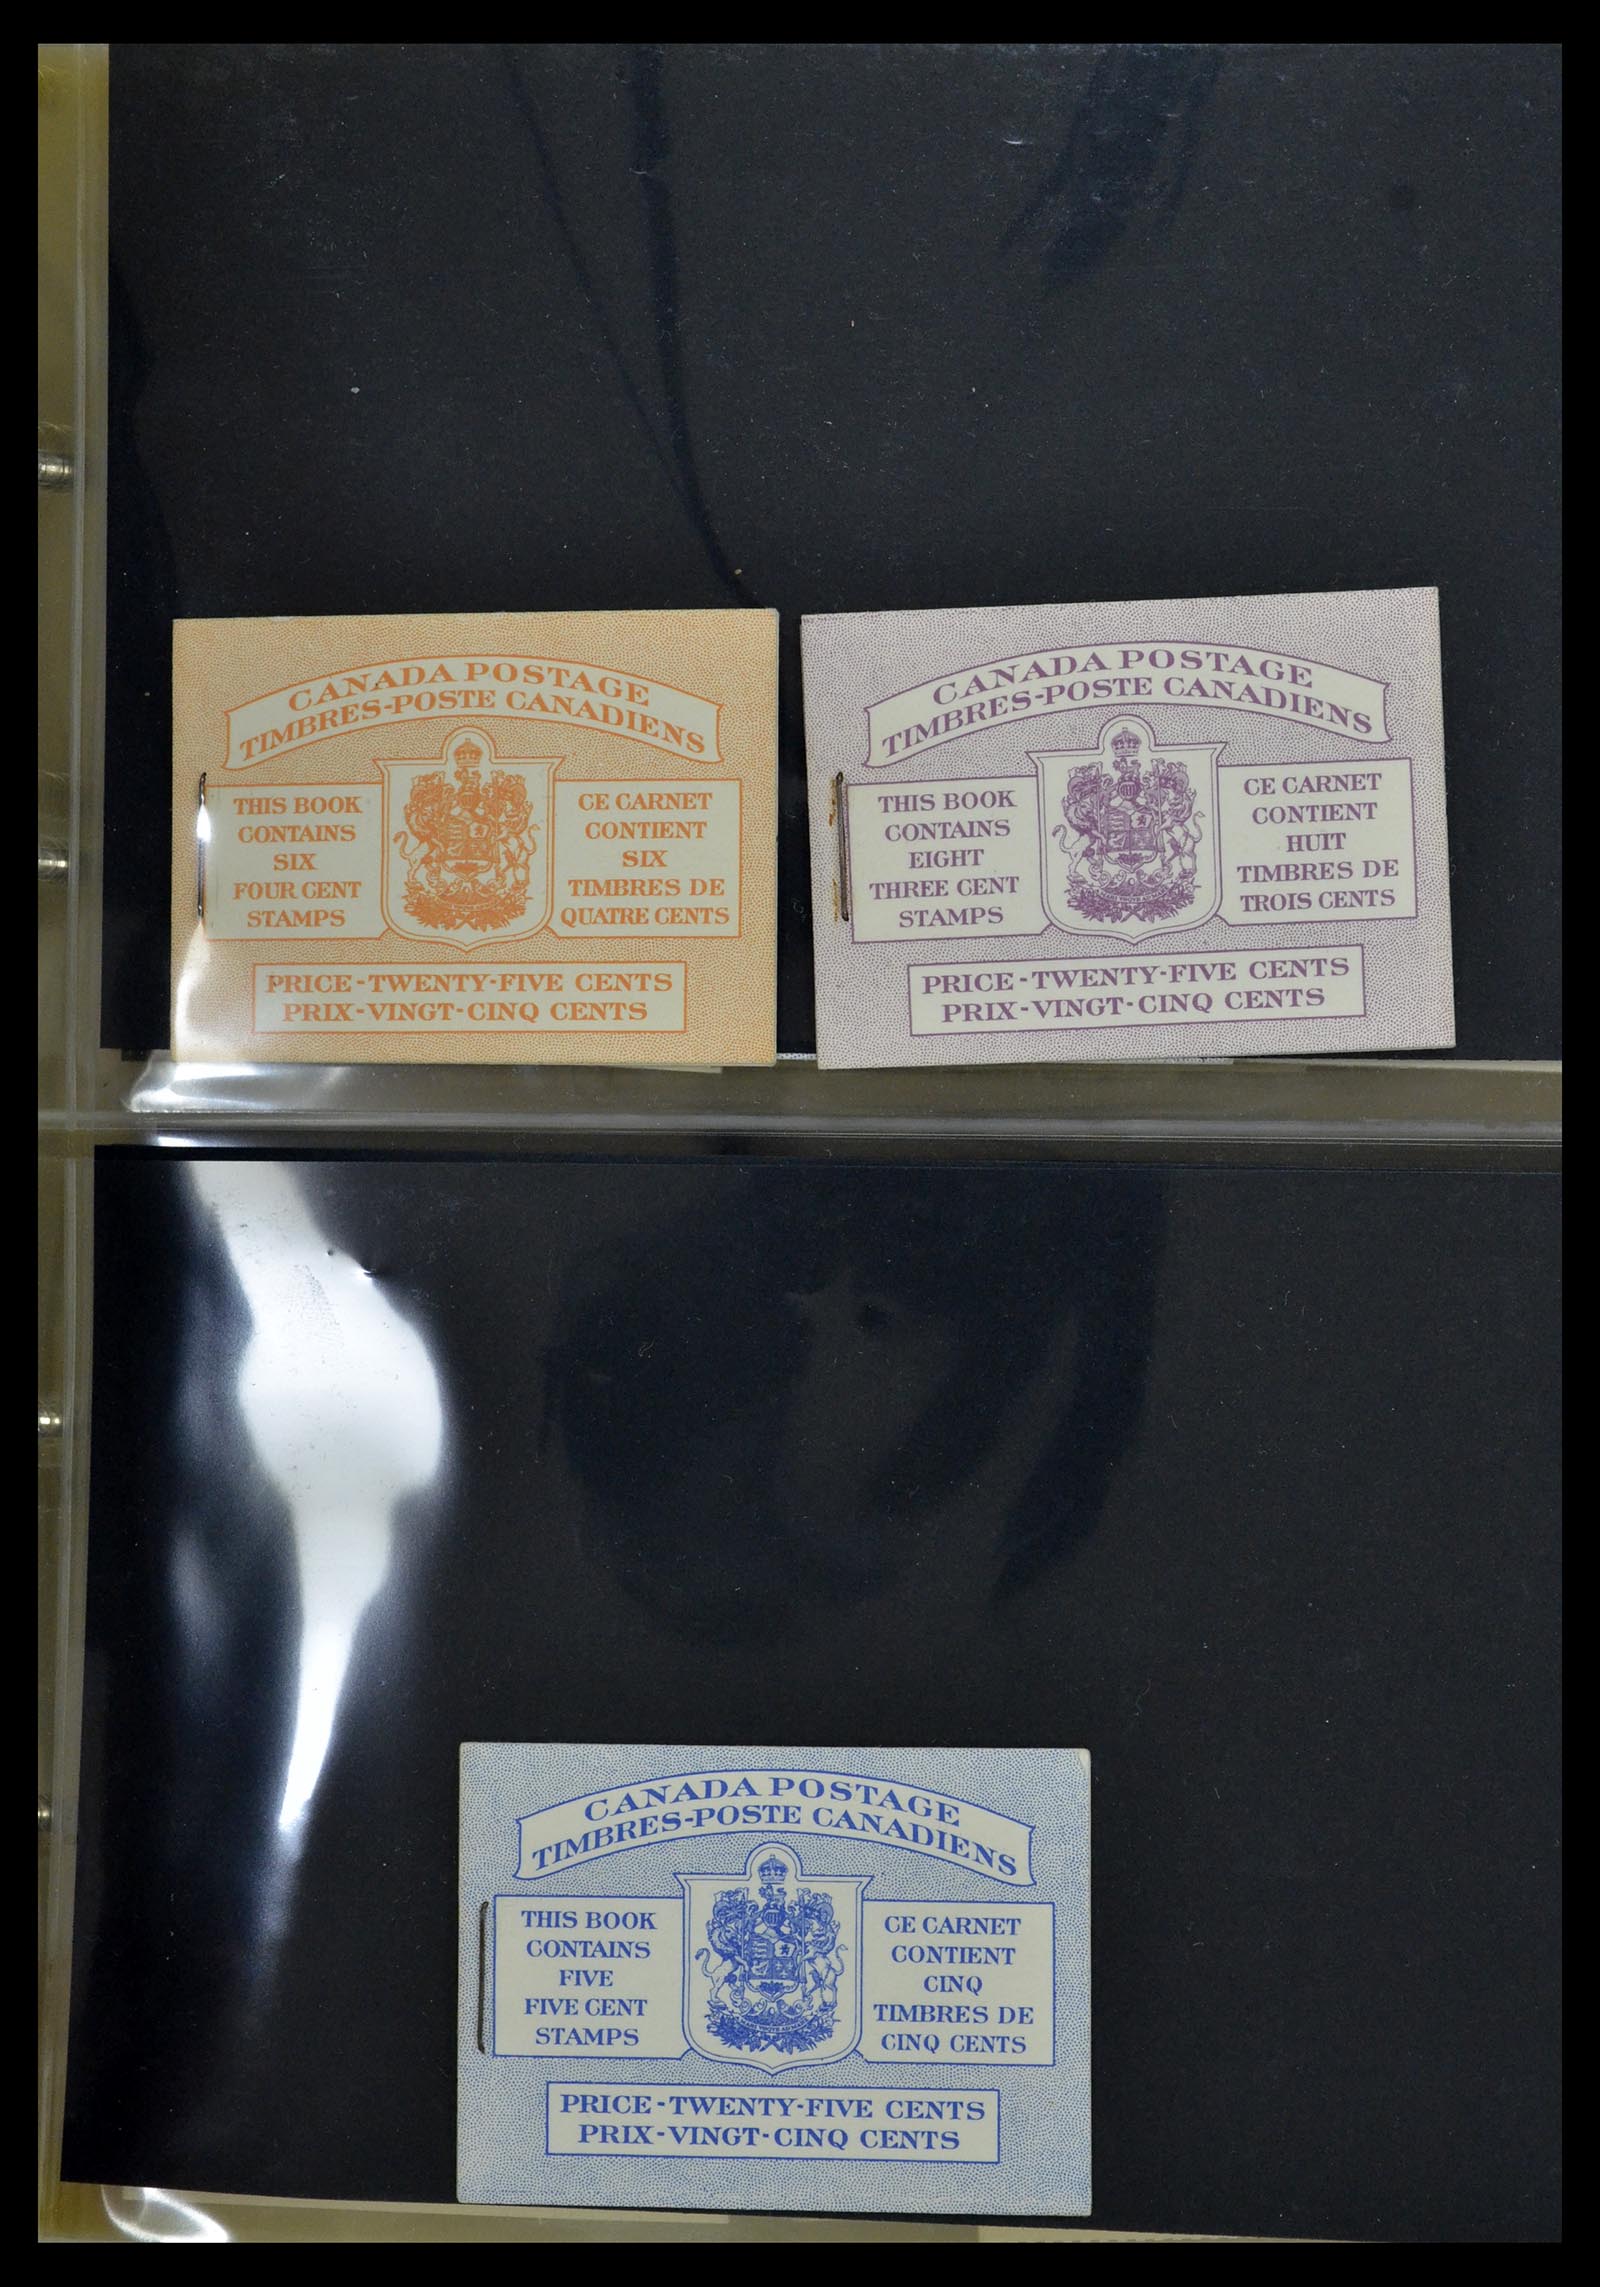 CANADA POSTAGE
TIMBRES-POSTE CANADIENS
THIS BOOK
CONTAINS
SIX
FOUR CENT
STAMPS
CE CARNET
CONTIENT
SIX
TIMBRES DE
QUATRE CENTS
PRICE-TWENTY-FIVE CENTS
PRIX-VINGT-CINQ CENTS
CANADA POSTAGE
TIMBRES-POSTE CANADIENS
THIS BOOK
CONTAINS
EIGHT
THREE CENT
STAMPS
CE CARNET
CONTIENT
HUIT
TIMBRES DE
TROIS CENTS
PRICE-TWENTY-FIVE CENTS
PRIX-VINGT-CINQ CENTS
CANADA POSTAGE
TIMBRES-POSTE CANADIENS
THIS BOOK
CONTAINS
FIVE
FIVE CENT
STAMPS
CE CARNET
CONTIENT
CINQ
TIMBRES DE
CINQ CENTS
PRICE-TWENTY-FIVE CENTS
PRIX-VINGT-CINQ CENTS